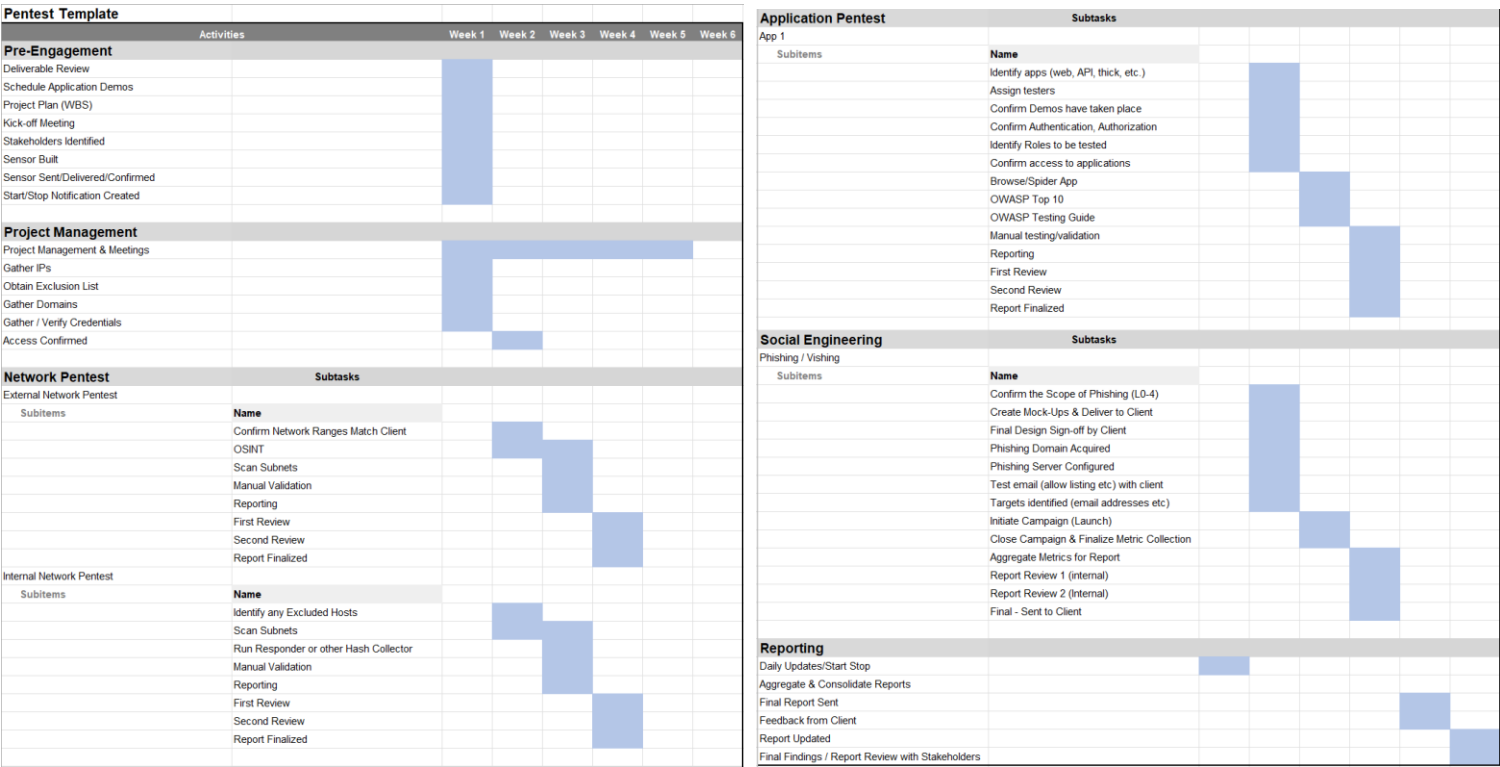 Pentest Template
Activities Week 1 Week 2 Week 3 Week 4 Week 5 Week 6
Pre-Engagement
Deliverable Review
Schedule Application Demos
Project Plan (WBS)
Kick-off Meeting
Stakeholders Identified
Sensor Built
Sensor Sent/Delivered/Confirmed
Start/Stop Notification Created
Project Management
Project Management & Meetings
Gather IPs
Obtain Exclusion List
Gather Domains
Gather / Verify Credentials
Access Confirmed
Network Pentest Subtasks
External Network Pentest
Subitems Name
Confirm Network Ranges Match Client
OSINT
Scan Subnets
Manual Validation
Reporting
First Review
Second Review
Report Finalized
Internal Network Pentest
Subitems Name
Identify any Excluded Hosts
Scan Subnets
Run Responder or other Hash Collector
Manual Validation
Reporting
First Review
Second Review
Report Finalized
Application Pentest Subtasks
App 1
Subitems Name
Identify apps (web, API, thick, etc.)
Assign testers
Confirm Demos have taken place
Confirm Authentication, Authorization
Identify Roles to be tested
Confirm access to applications
Browse/Spider App
OWASP Top 10
OWASP Testing Guide
Manual testing/validation
Reporting
First Review
Second Review
Report Finalized
Social Engineering Subtasks
Phishing / Vishing
Subitems Name
Confirm the Scope of Phishing (L0-4)
Create Mock-Ups & Deliver to Client
Final Design Sign-off by Client
Phishing Domain Acquired
Phishing Server Configured
Test email (allow listing etc) with client
Targets identified (email addresses etc)
Initiate Campaign (Launch)
Close Campaign & Finalize Metric Collection
Aggregate Metrics for Report
Report Review 1 (internal)
Report Review 2 (Internal)
Final - Sent to Client
Reporting
Daily Updates/Start Stop
Aggregate & Consolidate Reports
Final Report Sent
Feedback from Client
Report Updated
Final Findings / Report Review with Stakeholders